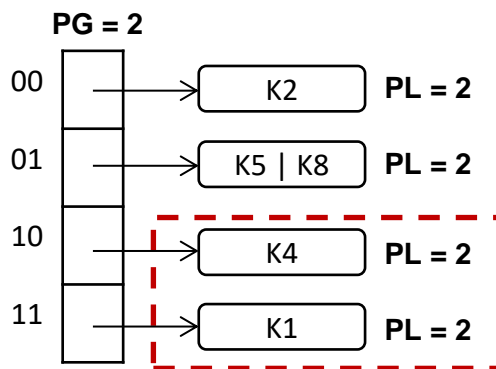 PG = 2
00 K2 PL = 2
01 K5 | K8 PL = 2
10 K4 PL = 2
11 K1 PL = 2